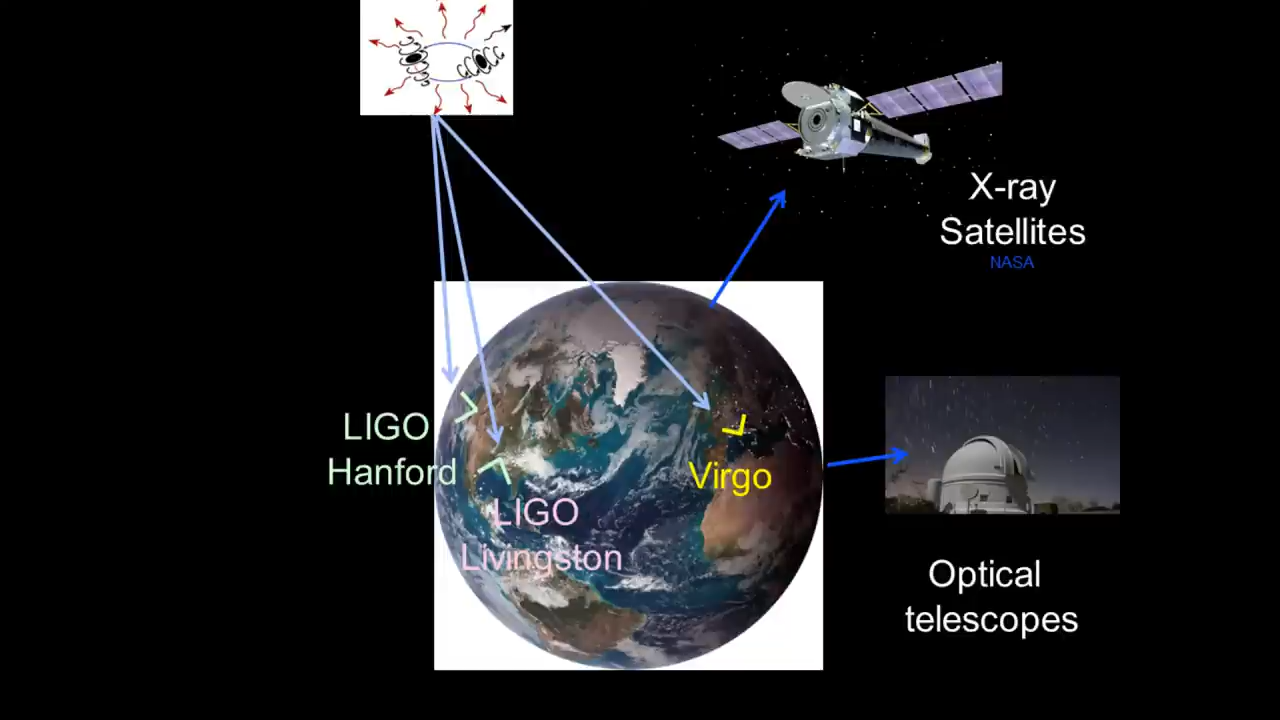 X-ray
Satellites
NASA
LIGO
Hanford
Virgo
LIGO
Livingston
Optical
telescopes